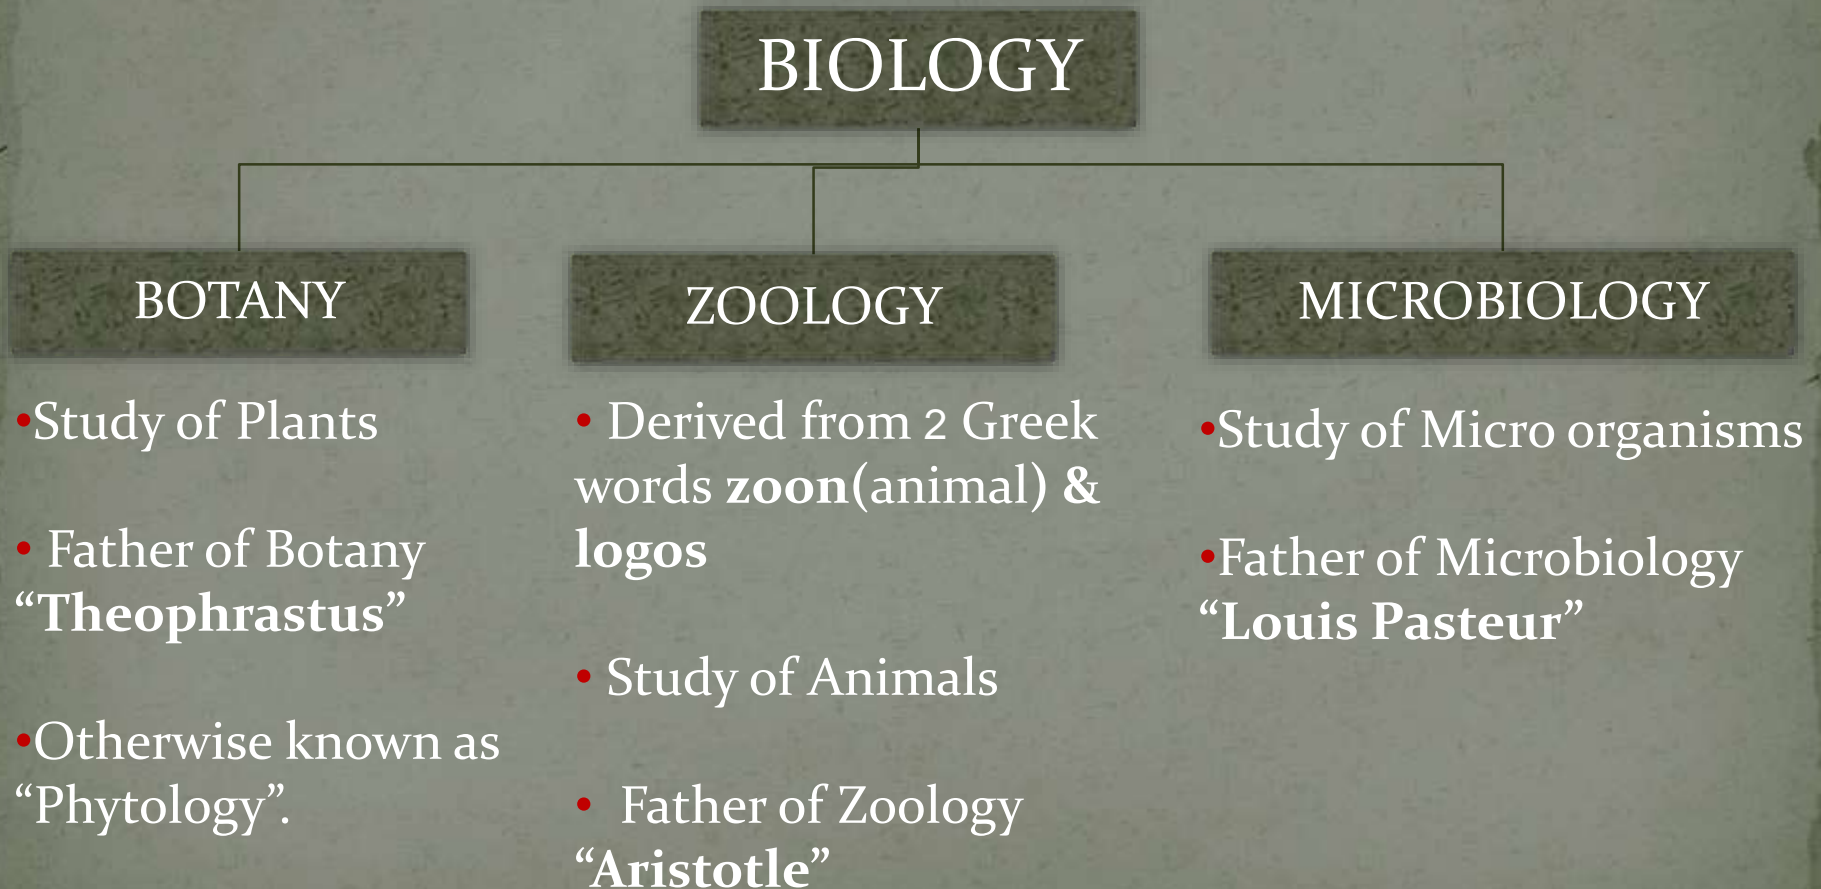 BIOLOGY
BOTANY
•Study of Plants
• Father of Botany
“Theophrastus”
•Otherwise known as
“Phytology”.
ZOOLOGY
• Derived from 2 Greek
words zoon(animal) &
logos
• Study of Animals
• Father of Zoology
“Aristotle”
MICROBIOLOGY
•Study of Micro organisms
•Father of Microbiology
“Louis Pasteur”